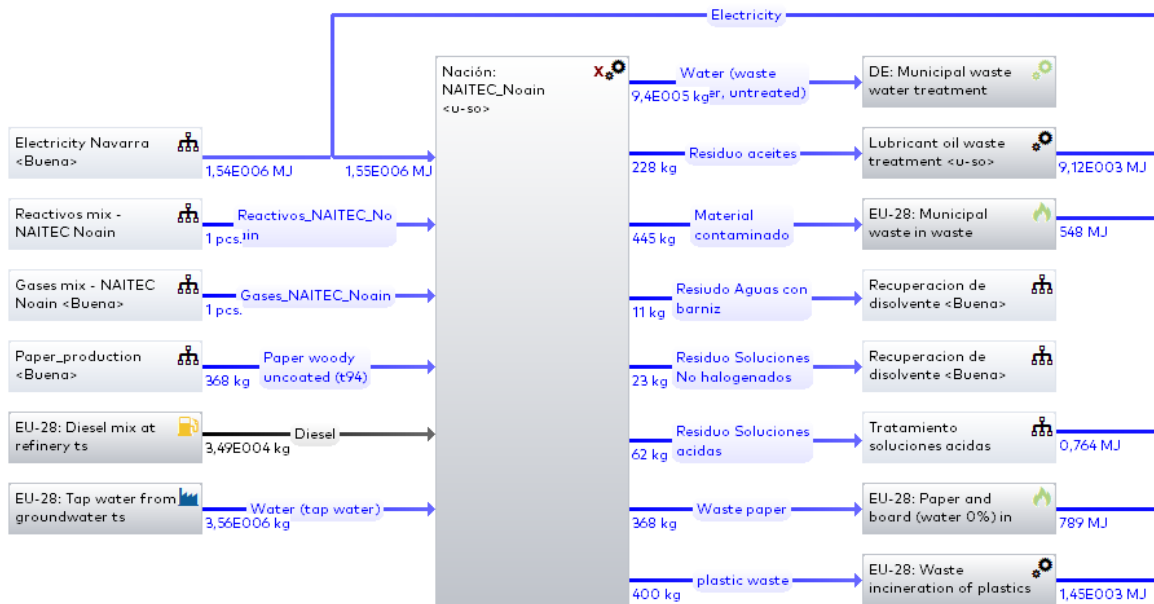 Electricity
Nación:
NAITEC_Noain
<u-so>
X
Water (waste
er, untreated)
9,4E005 kg
DE: Municipal waste
water treatment
Electricity Navarra
<Buena>
1,54E006 MJ
1,55E006 MJ
Residuo aceites
228 kg
Lubricant oil waste
treatment <u-so>
9,12E003 MJ
Reactivos mix -
NAITEC Noain
Reactivos_NAITEC_No
ain
1 pcs.
Material
contaminado
445 kg
EU-28: Municipal
waste in waste
548 MJ
Gases mix - NAITEC
Noain <Buena>
Gases_NAITEC_Noain
1 pcs.
Resiudo Aguas con
barniz
11 kg
Recuperacion de
disolvente <Buena>
Paper_production
<Buena>
Paper woody
uncoated (t94)
368 kg
Residuo Soluciones
No halogenados
23 kg
Recuperacion de
disolvente <Buena>
EU-28: Diesel mix at
refinery ts
Diesel
3,49E004 kg
Residuo Soluciones
acidas
62 kg
Tratamiento
soluciones acidas
0,764 MJ
EU-28: Tap water from
groundwater ts
Water (tap water)
3,56E006 kg
Waste paper
368 kg
EU-28: Paper and
board (water 0%) in
789 MJ
plastic waste
400 kg
EU-28: Waste
incineration of plastics
1,45E003 MJ